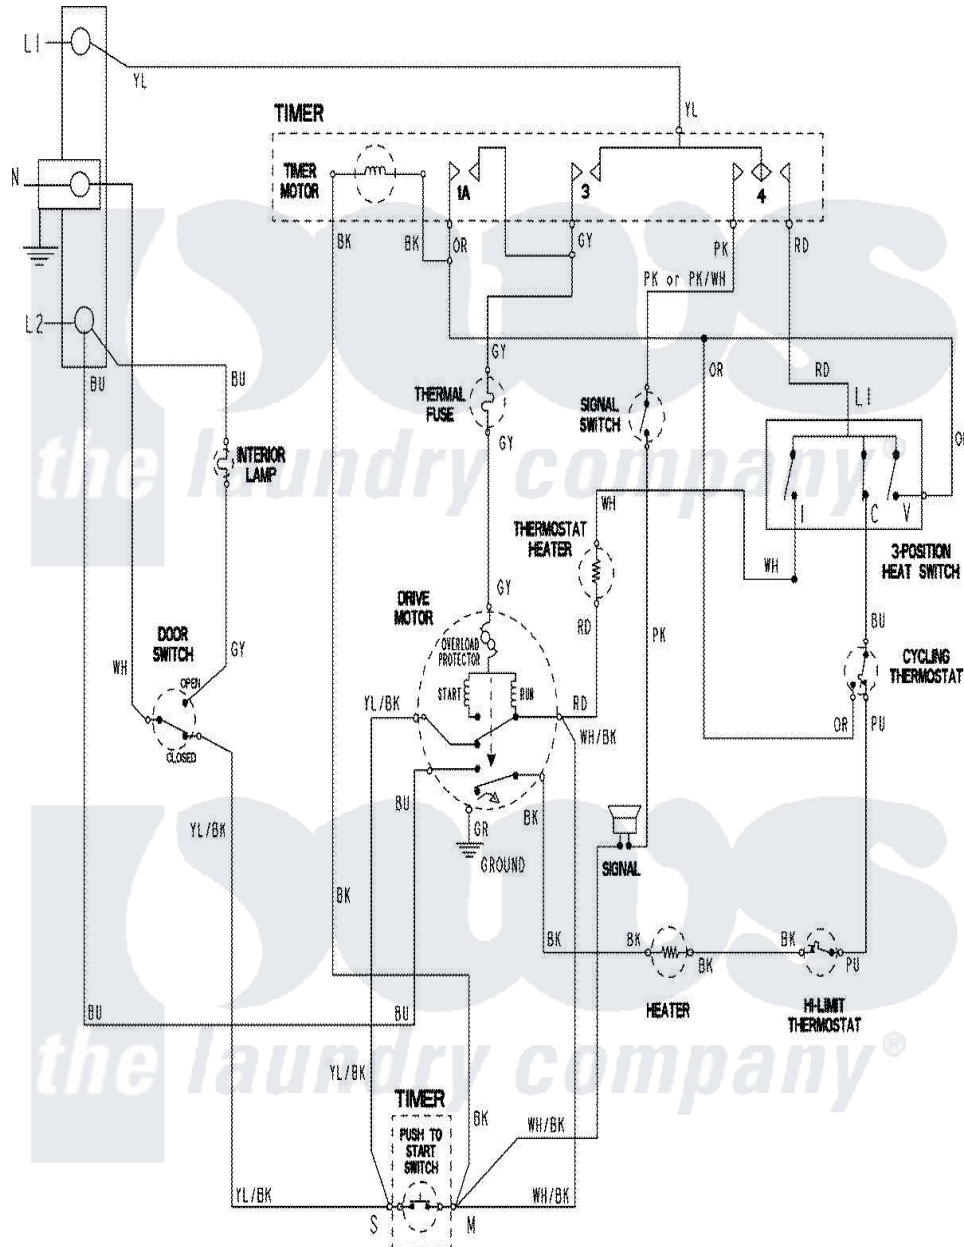 L1
YL
YL
TIMER
TIMER
MOTOR
1A
3
4
N
BK
BK
OR
GY
PK
RD
PK or PK/WH
L2
BU
BU
GY
OR
RD
THERMAL
FUSE
SIGNAL
SWITCH
L1
GY
INTERIOR
LAMP
the laundry company®
WH
I
C
V
THERMOSTAT
HEATER
3-POSITION
HEAT SWITCH
WH
GY
DRIVE
MOTOR
RD
PK
BU
DOOR
SWITCH
WH
GY
OVERLOAD
PROTECTOR
CYCLING
THERMOSTAT
OPEN
START
RUN
YL/BK
RD
WH/BK
OR
PU
CLOSED
BU
BK
YL/BK
GR
GROUND
SIGNAL
BK
BK
BK
BK
BK
PU
HEATER
HI-LIMIT
THERMOSTAT
BU
BU
the laundry company®
YL/BK
TIMER
BK
WH/BK
PUSH TO
START
SWITCH
YL/BK
WH/BK
S
M